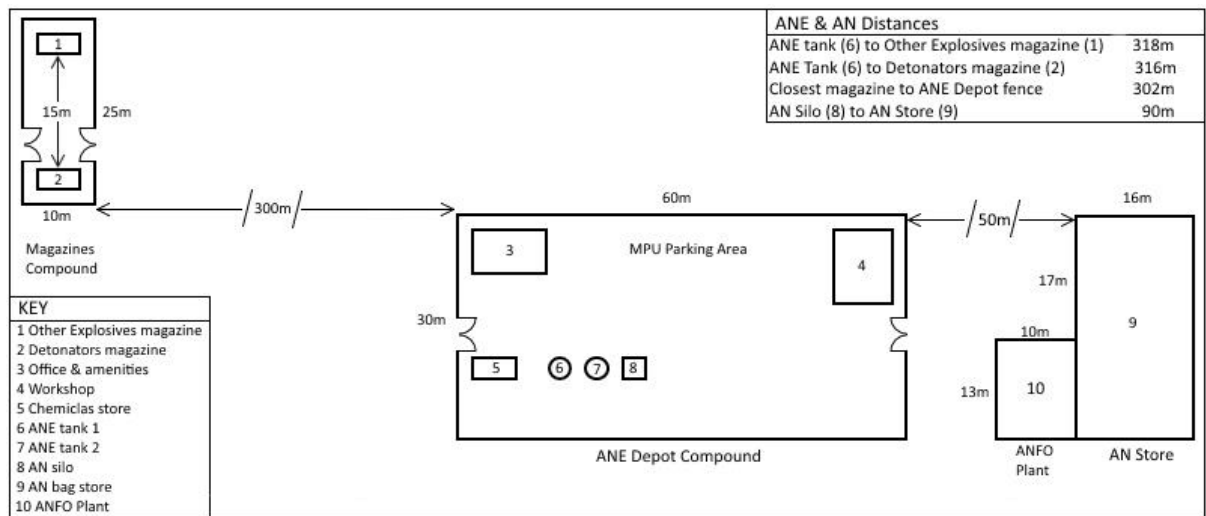 1
15m
25m
2
10m
Magazines
Compound
300m
ANE & AN Distances
ANE tank (6) to Other Explosives magazine (1) 318m
ANE Tank (6) to Detonators magazine (2) 316m
Closest magazine to ANE Depot fence 302m
AN Silo (8) to AN Store (9) 90m
60m
50m
16m
3
MPU Parking Area
4
17m
30m
10m
9
5
6
7
8
13m
10
ANE Depot Compound
ANFO
Plant
AN Store
KEY
1 Other Explosives magazine
2 Detonators magazine
3 Office & amenities
4 Workshop
5 Chemiclas store
6 ANE tank 1
7 ANE tank 2
8 AN silo
9 AN bag store
10 ANFO Plant